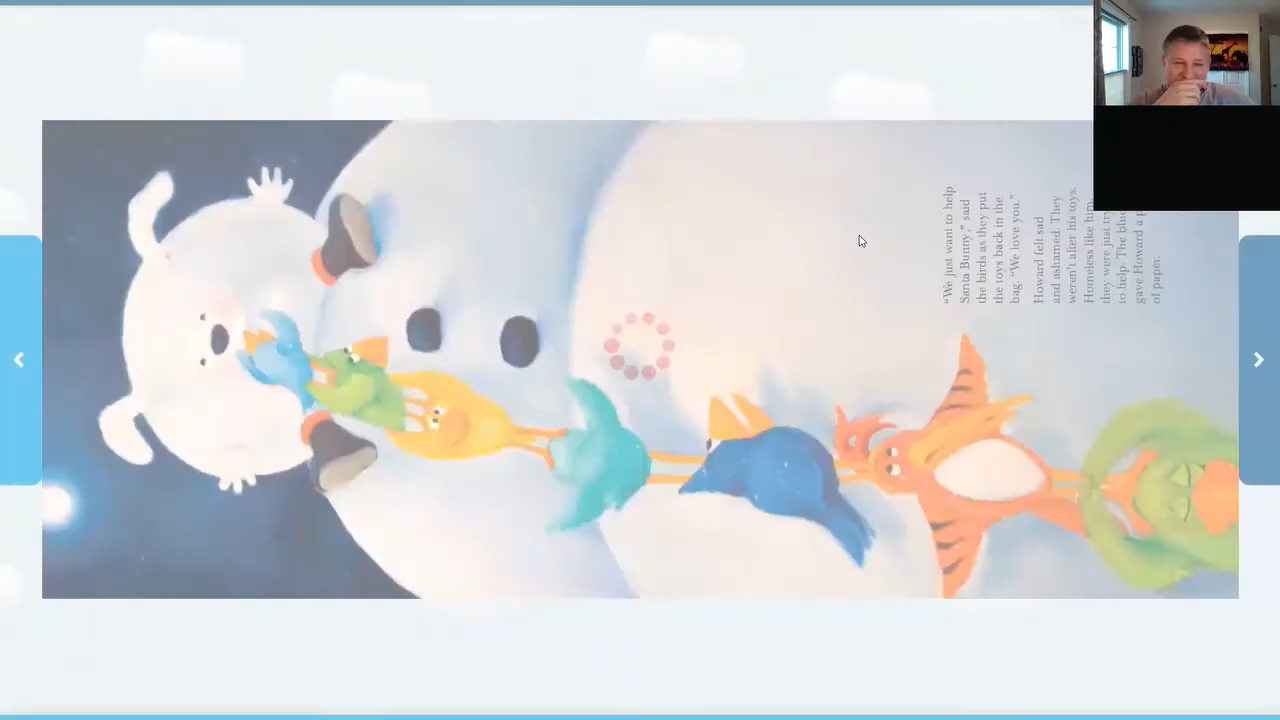 "We just want to help
Santa Bunny," said
the birds as they put
the toys back in the
bag. "We love you."
Howard felt sad
and ashamed. They
weren't after his toys.
Homeless like him,
they were just
to help. The
gave Howard a
of paper.